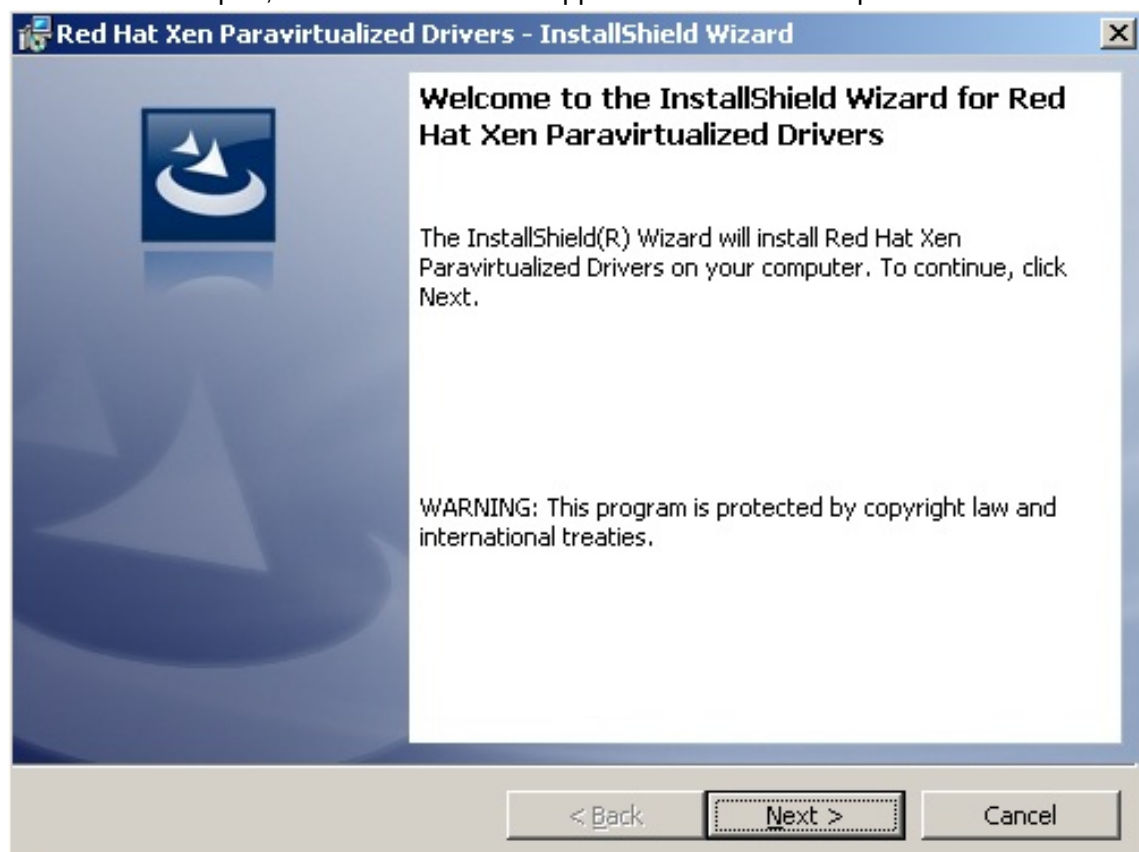 Red Hat Xen Paravirtualized Drivers - InstallShield Wizard
Welcome to the InstallShield Wizard for Red
Hat Xen Paravirtualized Drivers
The InstallShield(R) Wizard will install Red Hat Xen
Paravirtualized Drivers on your computer. To continue, click
Next.
WARNING: This program is protected by copyright law and
international treaties.
< Back Next > Cancel